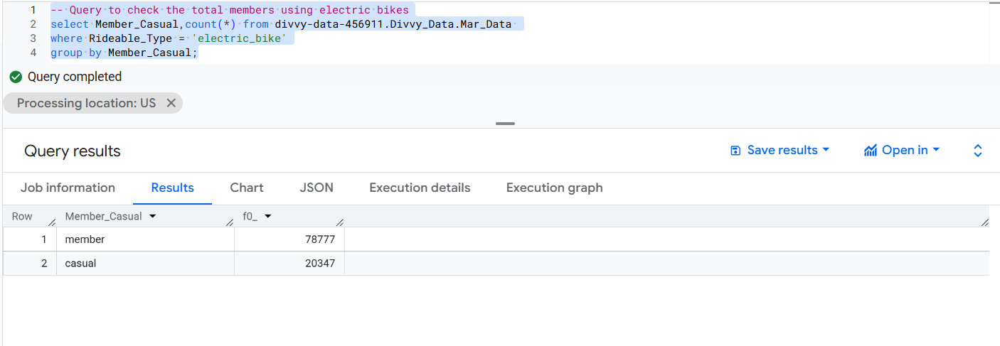 1 -- Query to check the total members using electric bikes
2 select Member_Casual,count(*) from divvy-data-456911.Divvy_Data.Mar_Data
3 where Rideable_Type = 'electric_bike'
4 group by Member_Casual;
Query completed
Processing location: US
Query results Save results Open in
Job information Results Chart JSON Execution details Execution graph
Row Member_Casual f0_
1 member 78777
2 casual 20347